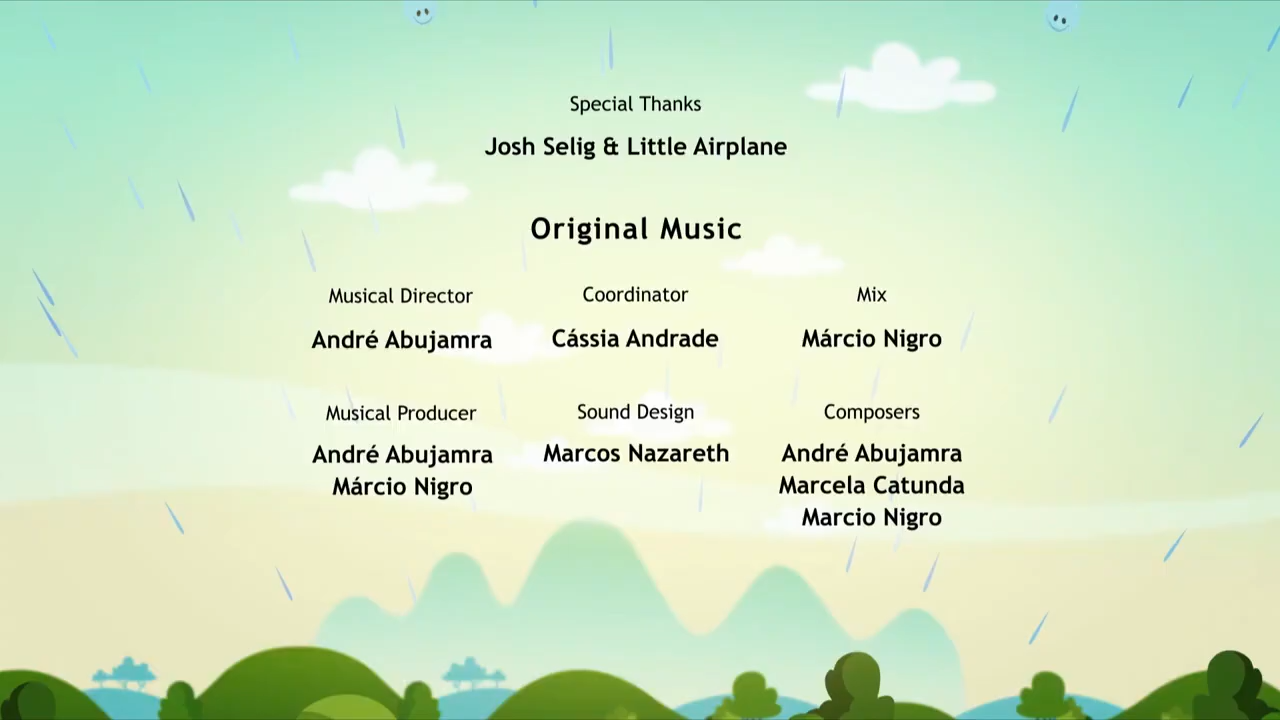 Special Thanks
Josh Selig & Little Airplane
Original Music
Musical Director
André Abujamra
Coordinator
Cássia Andrade
Mix
Márcio Nigro
Musical Producer
André Abujamra
Márcio Nigro
Sound Design
Marcos Nazareth
Composers
André Abujamra
Marcela Catunda
Marcio Nigro